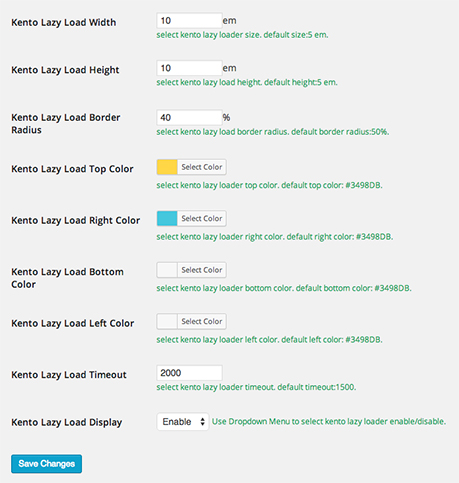 Kento Lazy Load Width
10 em
select kento lazy loader size. default size:5 em.
Kento Lazy Load Height
10 em
select kento lazy load height. default height:5 em.
Kento Lazy Load Border
Radius
40 %
select kento lazy load border radius. default border radius:50%.
Kento Lazy Load Top Color
Select Color
select kento lazy loader top color. default top color: #3498DB.
Kento Lazy Load Right Color
Select Color
select kento lazy loader right color. default right color: #3498DB.
Kento Lazy Load Bottom
Color
Select Color
select kento lazy loader bottom color. default bottom color: #3498DB.
Kento Lazy Load Left Color
Select Color
select kento lazy loader left color. default left color: #3498DB.
Kento Lazy Load Timeout
2000
select kento lazy loader timeout. default timeout:1500.
Kento Lazy Load Display
Enable
Use Dropdown Menu to select kento lazy loader enable/disable.
Save Changes